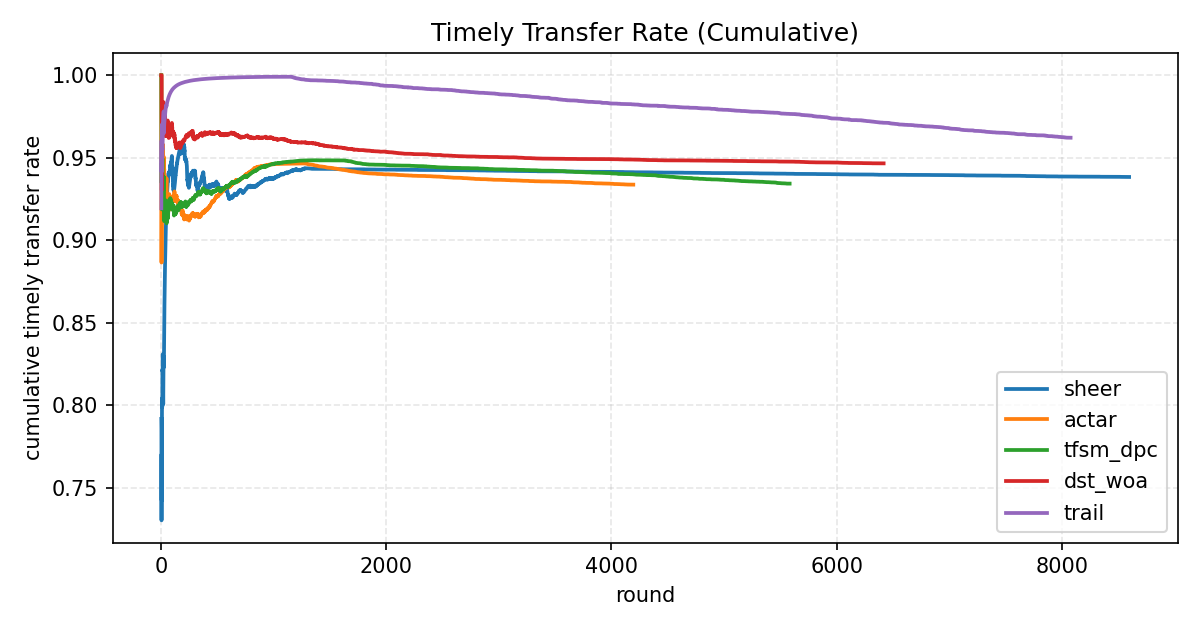 Timely Transfer Rate (Cumulative)
1.00
0.95
0.90
0.85
0.80
0.75
cumulative timely transfer rate
0
2000
4000
6000
8000
round
sheer
actar
tfsm_dpc
dst_woa
trail